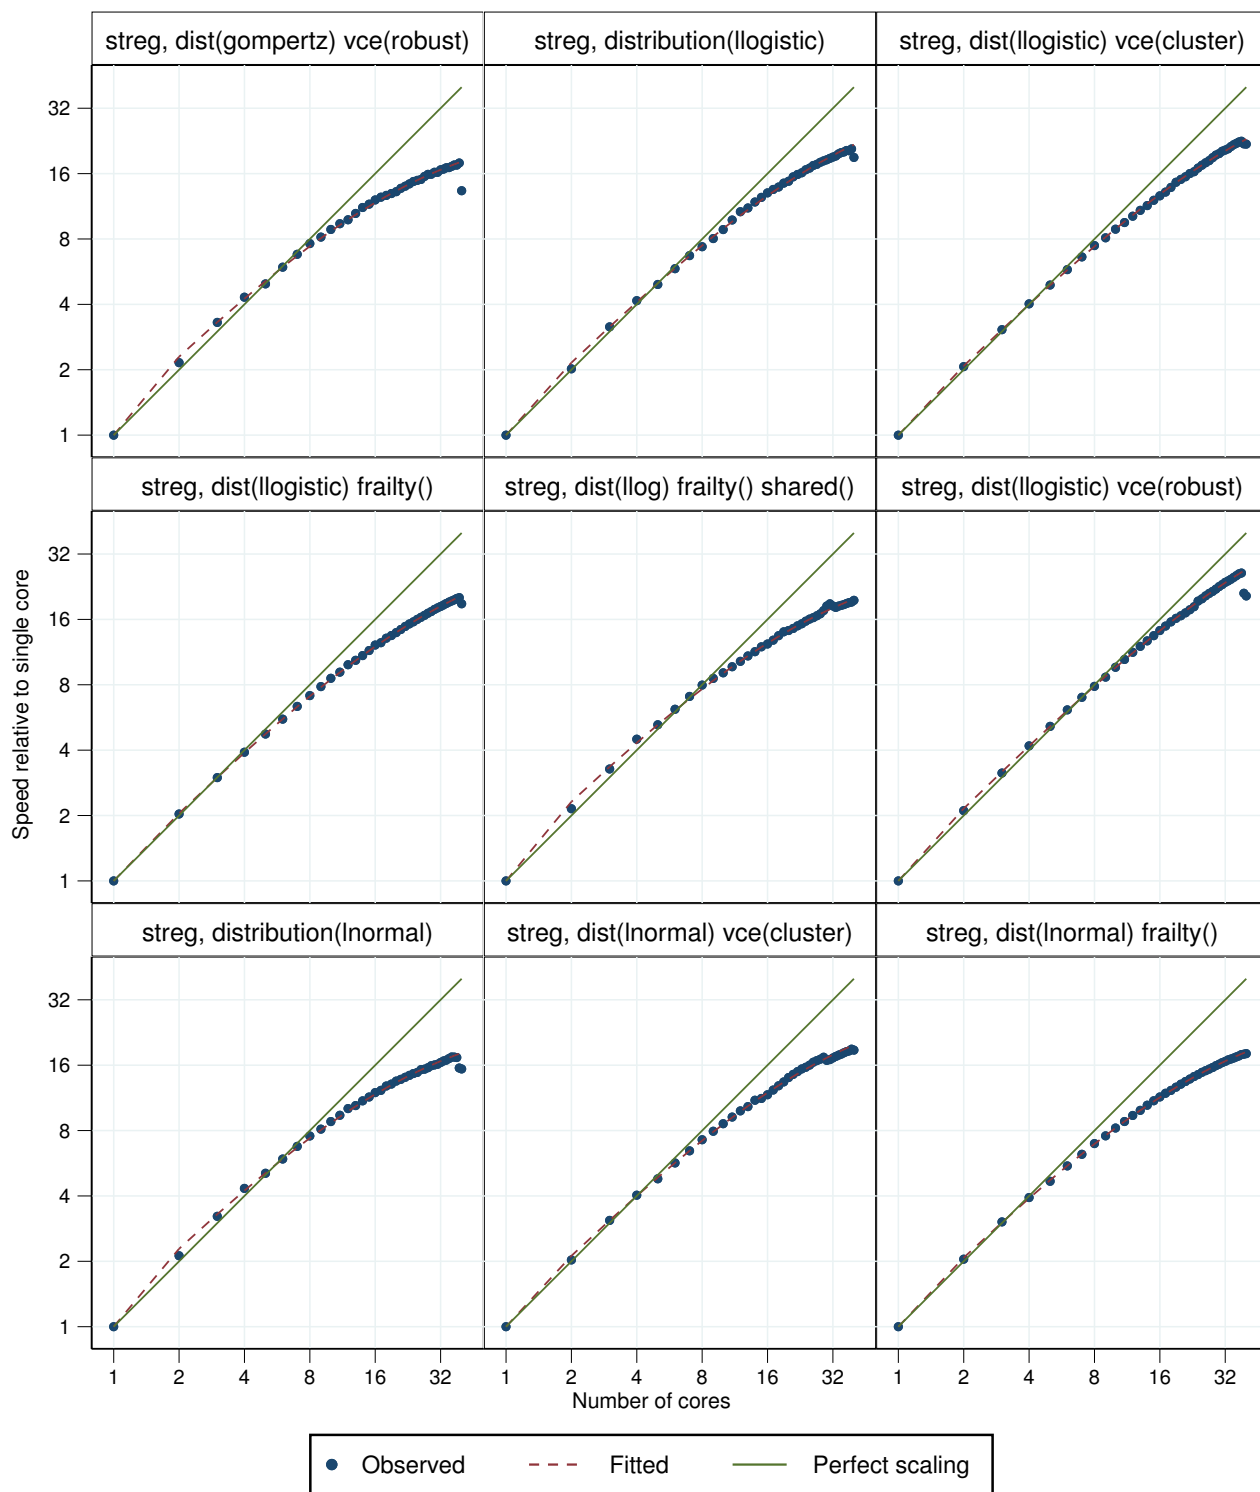 streg, dist(gompertz) vce(robust)
streg, distribution(llogistic)
streg, dist(llogistic) vce(cluster)
32
16
8
4
2
1
streg, dist(llogistic) frailty()
streg, dist(llog) frailty() shared()
streg, dist(llogistic) vce(robust)
32
16
8
4
2
1
Speed relative to single core
streg, distribution(lnormal)
streg, dist(lnormal) vce(cluster)
streg, dist(lnormal) frailty()
32
16
8
4
2
1
1 2 4 8 16 32 1 2 4 8 16 32 1 2 4 8 16 32
Number of cores
Observed Fitted Perfect scaling